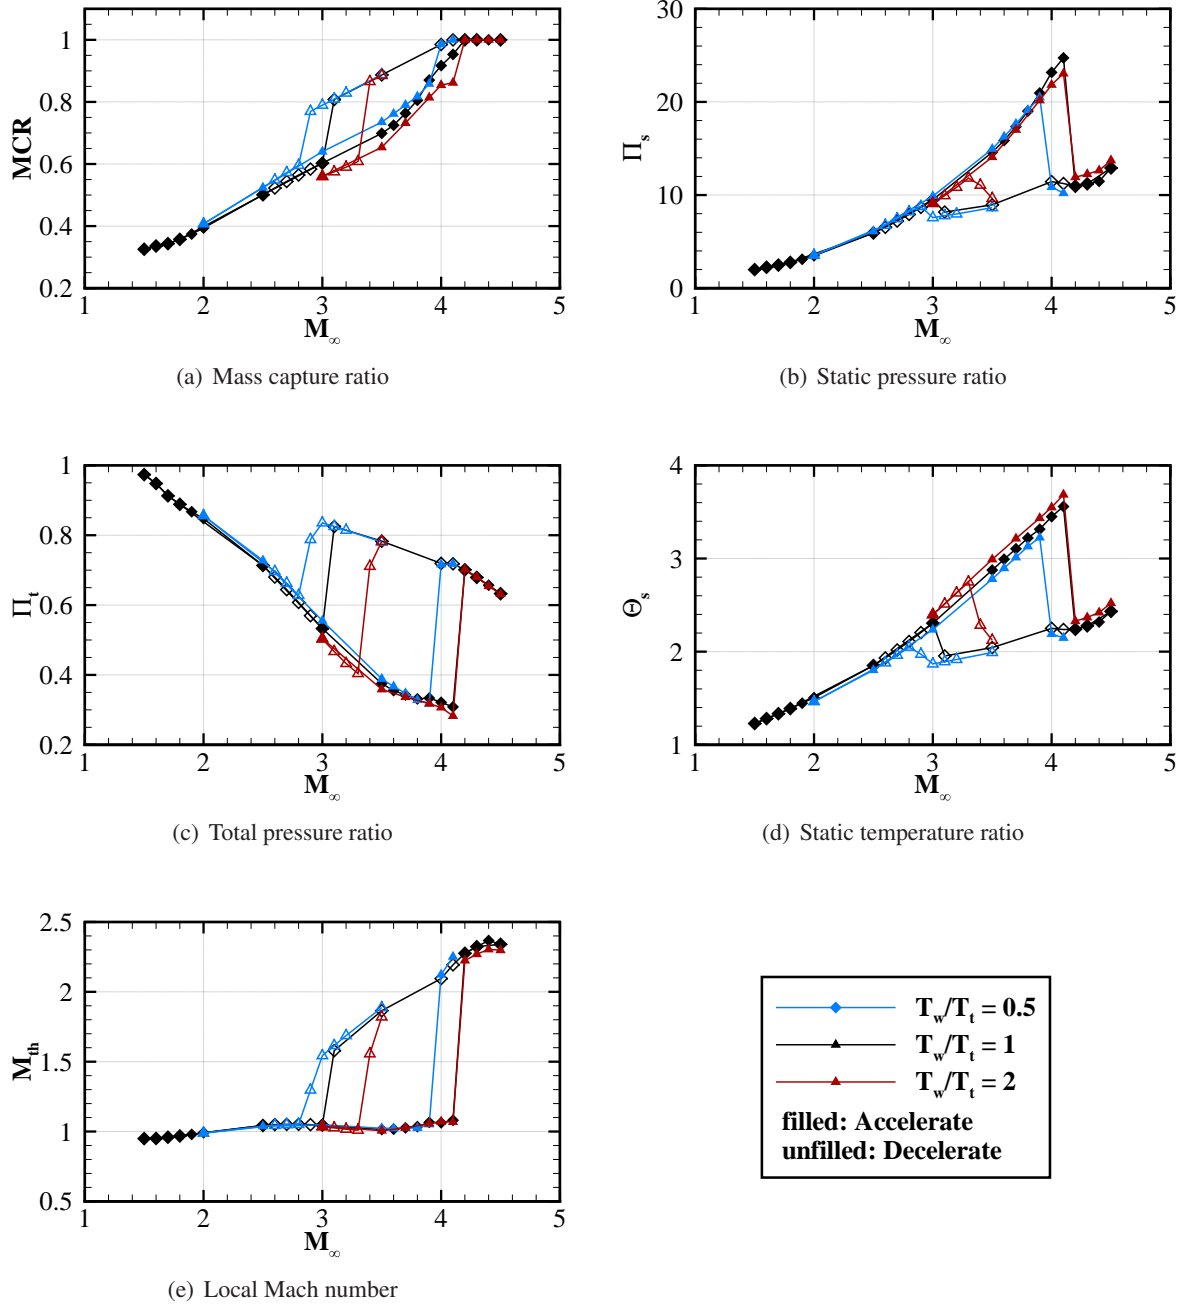 MCR
1
0.8
0.6
0.4
0.2
1 2 3 4 5
M∞
(a) Mass capture ratio
Πs
30
20
10
0
1 2 3 4 5
M∞
(b) Static pressure ratio
Πt
1
0.8
0.6
0.4
0.2
1 2 3 4 5
M∞
(c) Total pressure ratio
Θs
4
3
2
1
1 2 3 4 5
M∞
(d) Static temperature ratio
Mth
2.5
2
1.5
1
0.5
1 2 3 4 5
M∞
(e) Local Mach number
Tw/Tt = 0.5
Tw/Tt = 1
Tw/Tt = 2
filled: Accelerate
unfilled: Decelerate